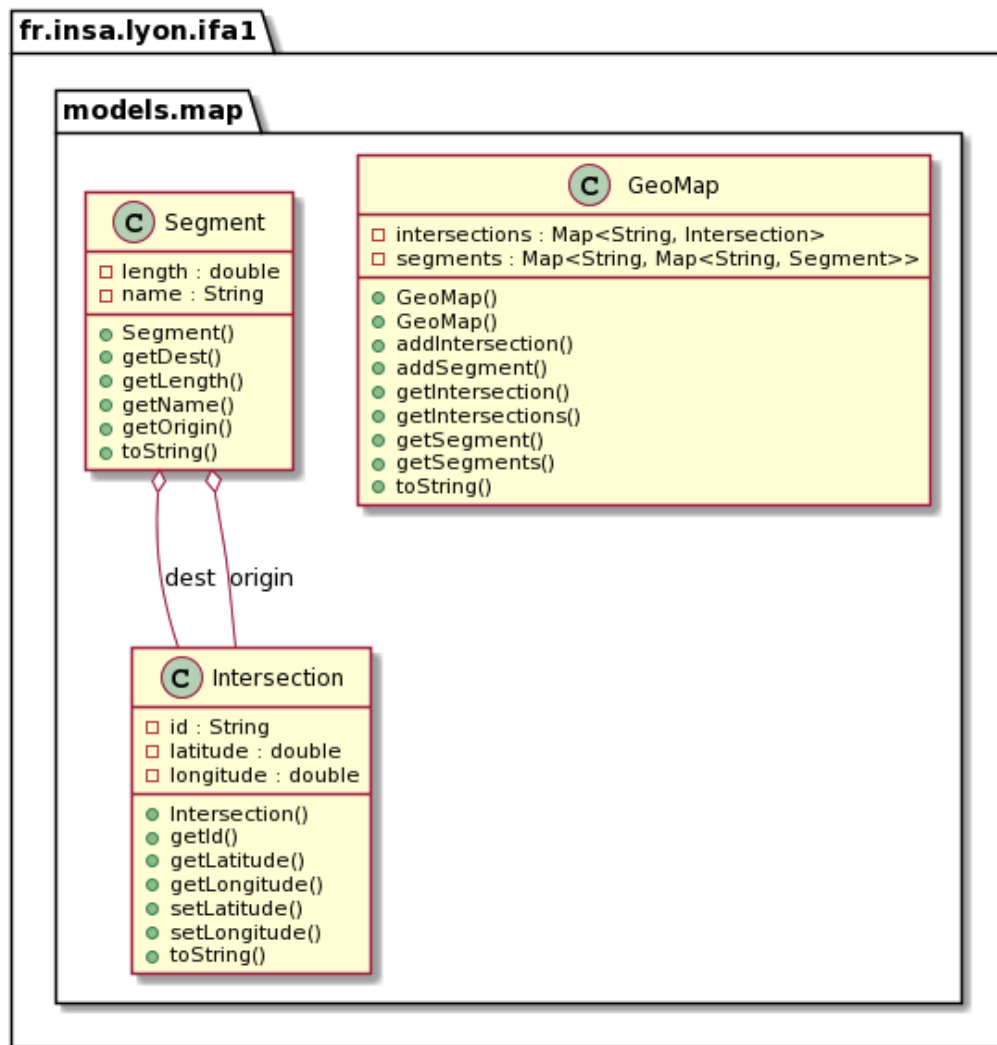 fr.insa.lyon.ifa1
models.map
C Segment
length : double
name : String
Segment()
getDest()
getLength()
getName()
getOrigin()
toString()
C GeoMap
intersections : Map<String, Intersection>
segments : Map<String, Map<String, Segment>>
GeoMap()
GeoMap()
addIntersection()
addSegment()
getIntersection()
getIntersections()
getSegment()
getSegments()
toString()
dest origin
C Intersection
id : String
latitude : double
longitude : double
Intersection()
getId()
getLatitude()
getLongitude()
setLatitude()
setLongitude()
toString()